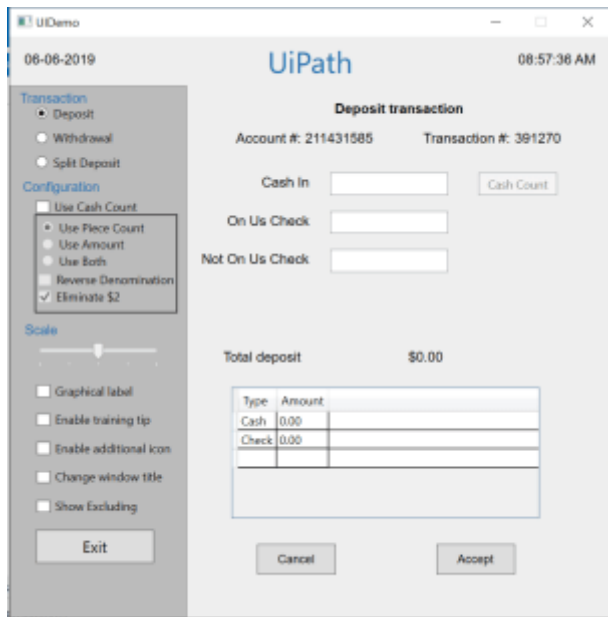 UIDemo
06-06-2019
UiPath
08:57:36 AM
Transaction
Deposit
Withdrawal
Split Deposit
Configuration
Use Cash Count
Use Piece Count
Use Amount
Use Both
Reverse Denomination
Eliminate $2
Scale
Graphical label
Enable training tip
Enable additional icon
Change window title
Show Excluding
Exit
Deposit transaction
Account #: 211431585 Transaction #: 391270
Cash In
Cash Count
On Us Check
Not On Us Check
Total deposit $0.00
Type Amount
Cash 0.00
Check 0.00
Cancel Accept